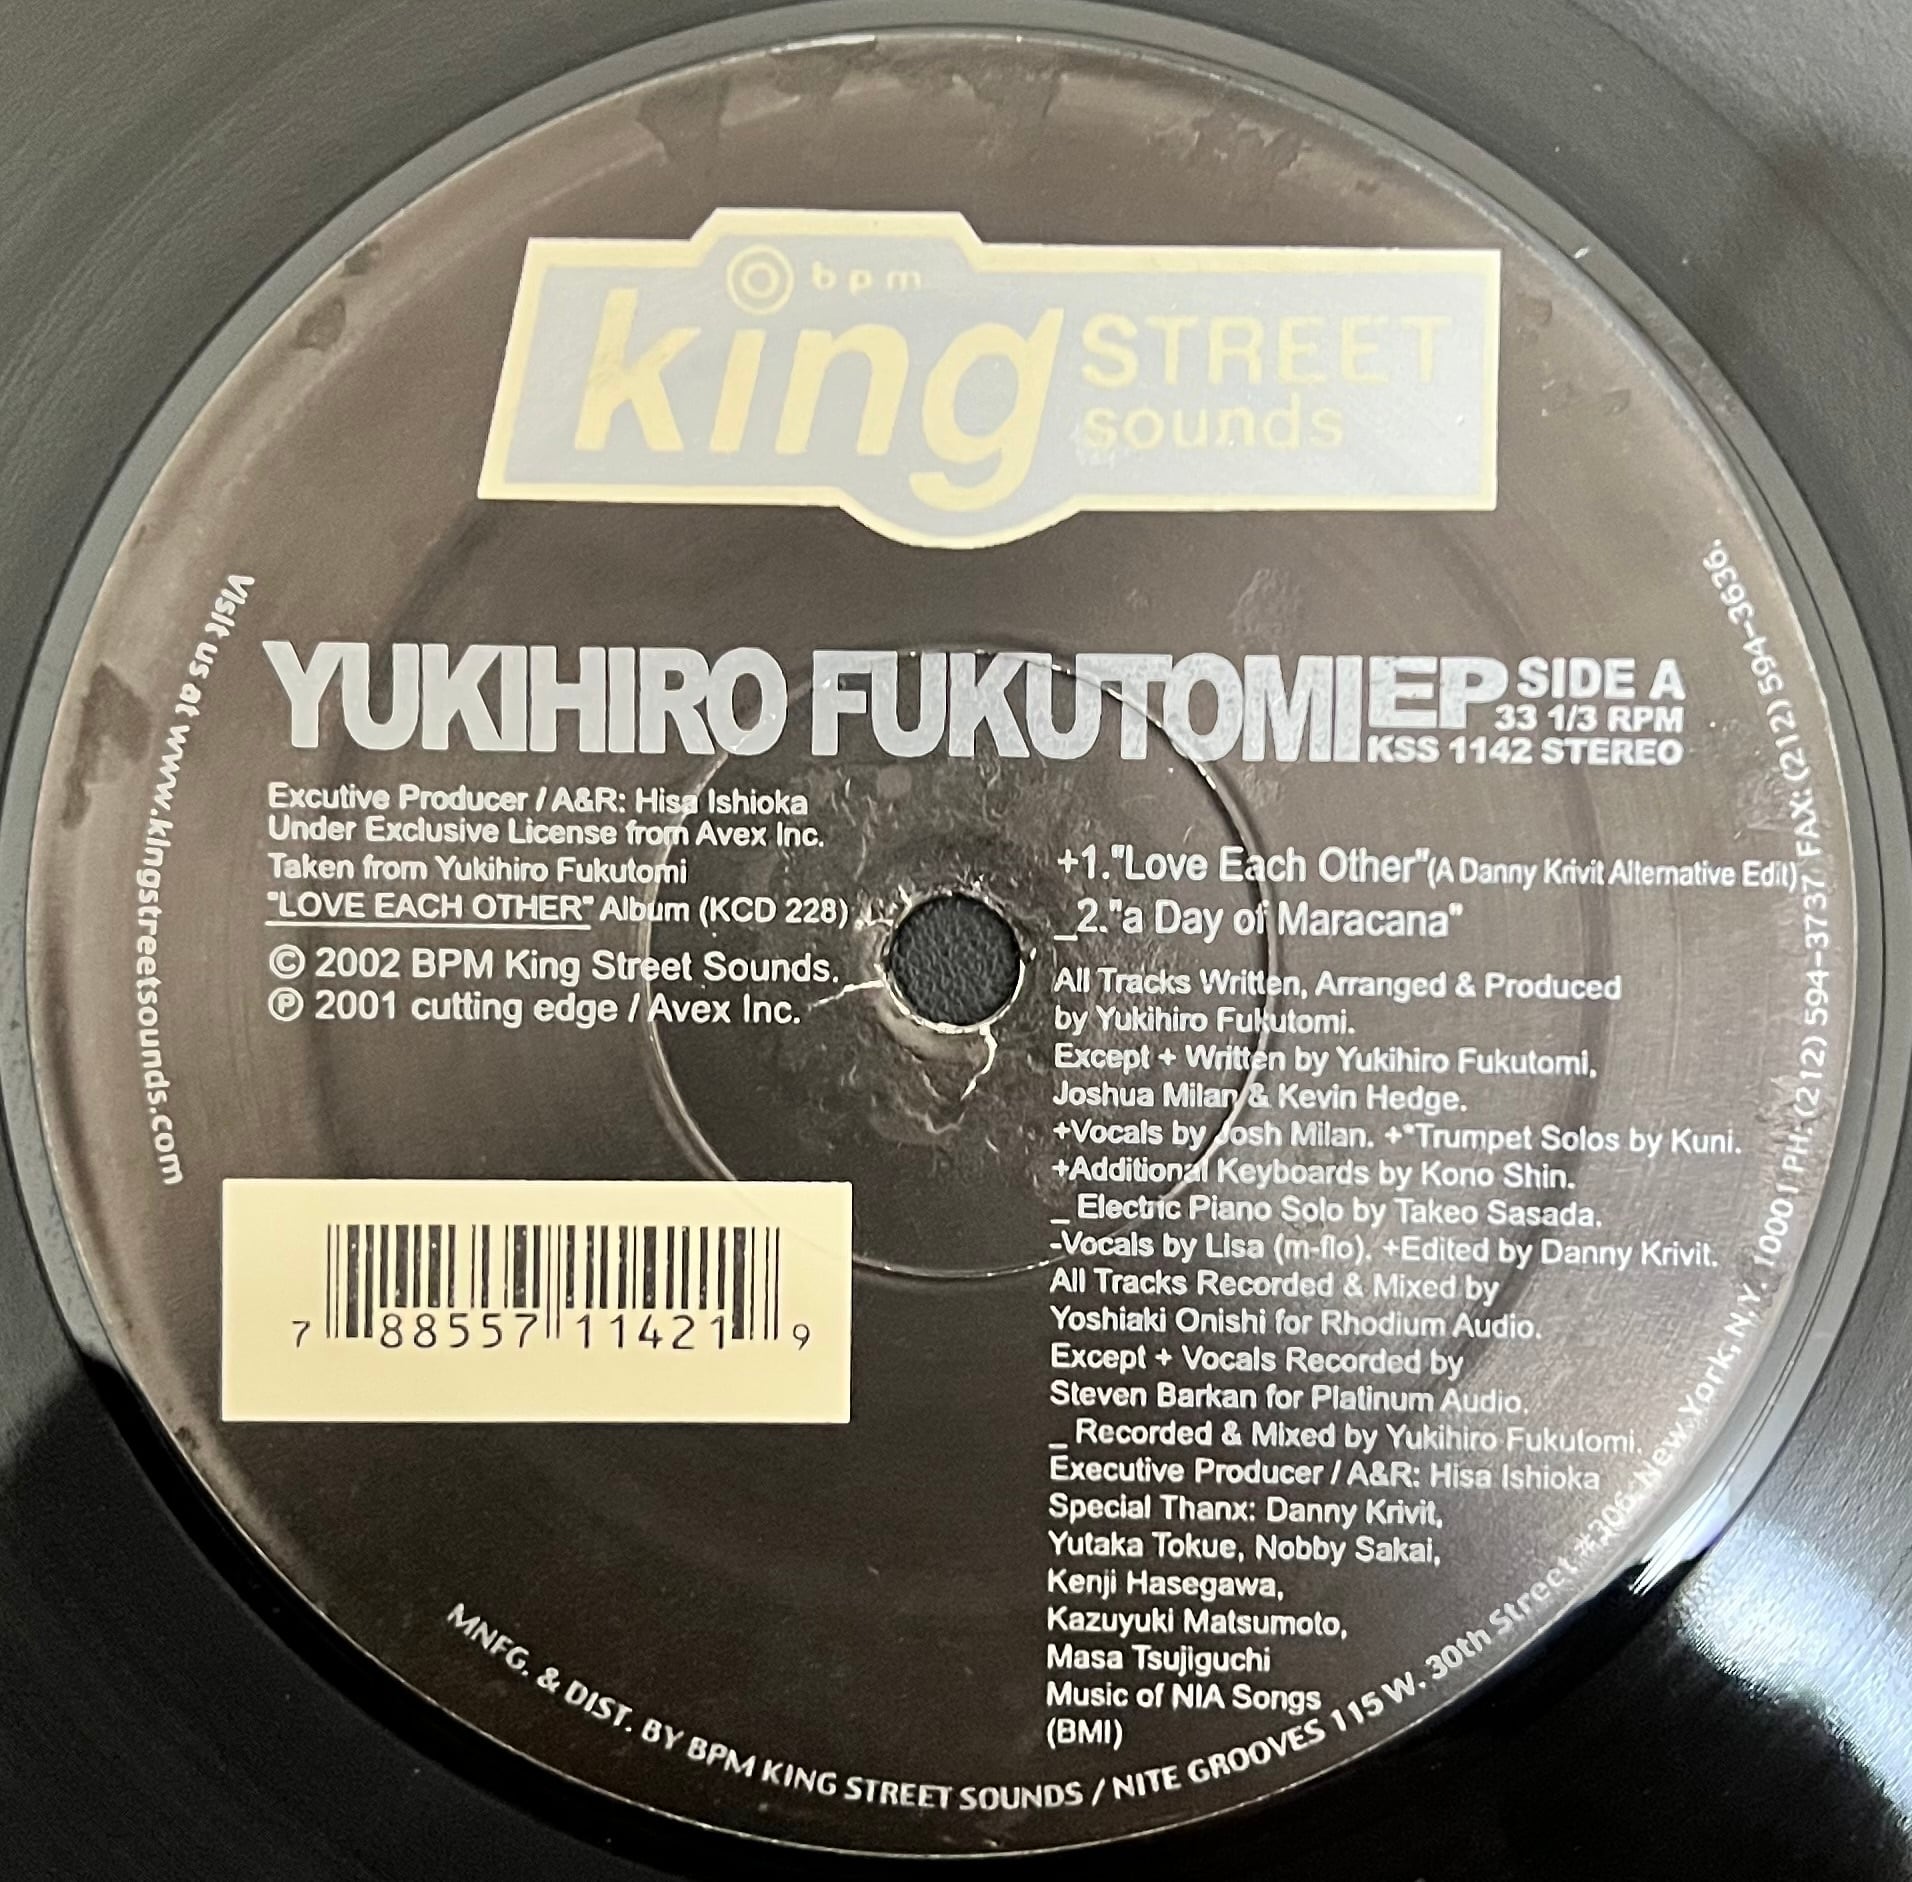 bpm
king STREET
sounds
YUKIHIRO FUKUTOMI EP SIDE A
33 1/3 RPM
KSS 1142 STEREO
Excutive Producer / A&R: Hisa Ishioka
Under Exclusive License from Avex Inc.
Taken from Yukihiro Fukutomi
"LOVE EACH OTHER" Album (KCD 228)
© 2002 BPM King Street Sounds.
℗ 2001 cutting edge / Avex Inc.
+1."Love Each Other"(A Danny Krivit Alternative Edit)
_2."a Day of Maracana"
All Tracks Written, Arranged & Produced
by Yukihiro Fukutomi.
Except + Written by Yukihiro Fukutomi,
Joshua Milan & Kevin Hedge.
+Vocals by Josh Milan. +*Trumpet Solos by Kuni.
+Additional Keyboards by Kono Shin.
_ Electric Piano Solo by Takeo Sasada.
-Vocals by Lisa (m-flo). +Edited by Danny Krivit.
All Tracks Recorded & Mixed by
Yoshiaki Onishi for Rhodium Audio.
Except + Vocals Recorded by
Steven Barkan for Platinum Audio.
_ Recorded & Mixed by Yukihiro Fukutomi.
Executive Producer / A&R: Hisa Ishioka
Special Thanx: Danny Krivit,
Yutaka Tokue, Nobby Sakai,
Kenji Hasegawa,
Kazuyuki Matsumoto,
Masa Tsujiguchi
Music of NIA Songs
(BMI)
7 88557 11421 9
Visit us at www.kingstreetsounds.com
MNFG. & DIST. BY BPM KING STREET SOUNDS / NITE GROOVES 115 W. 30th Street #306 New York, N.Y. 10001 PH.(212) 594-3737 FAX: (212) 594-3636.